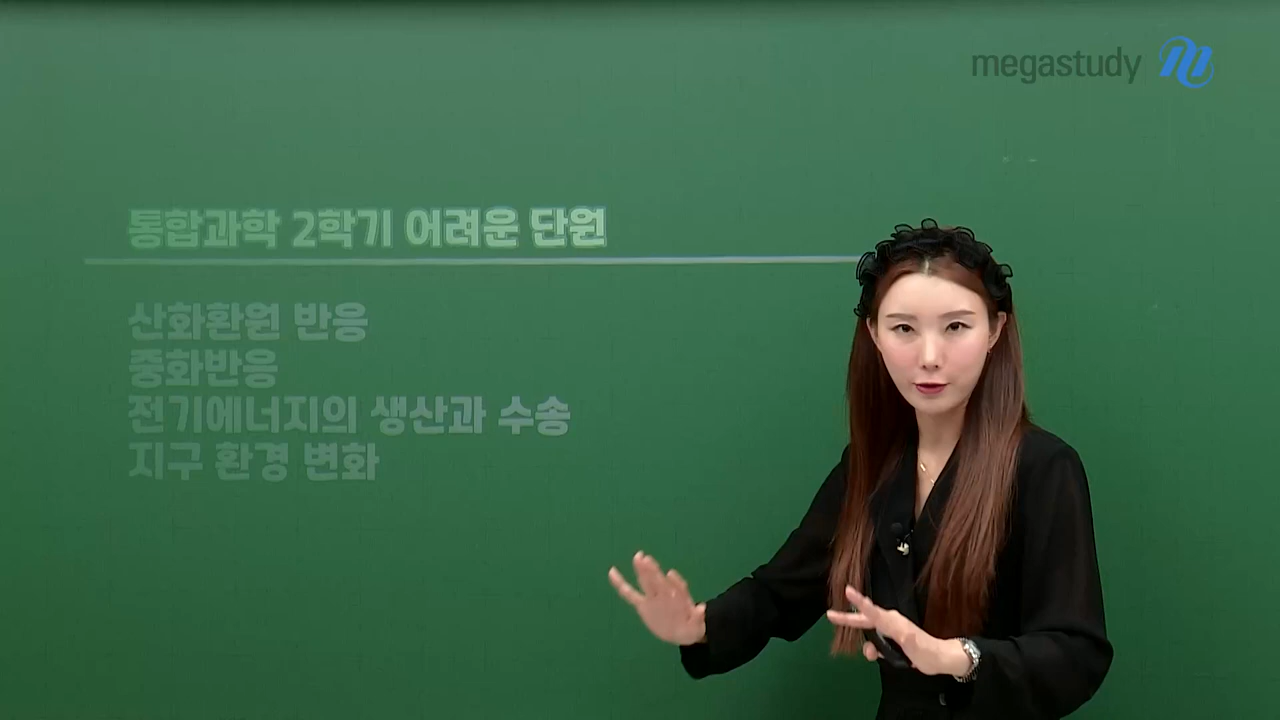 megastudy
통합과학 2학기 어려운 단원
산화환원 반응
중화반응
전기에너지의 생산과 수송
지구 환경 변화